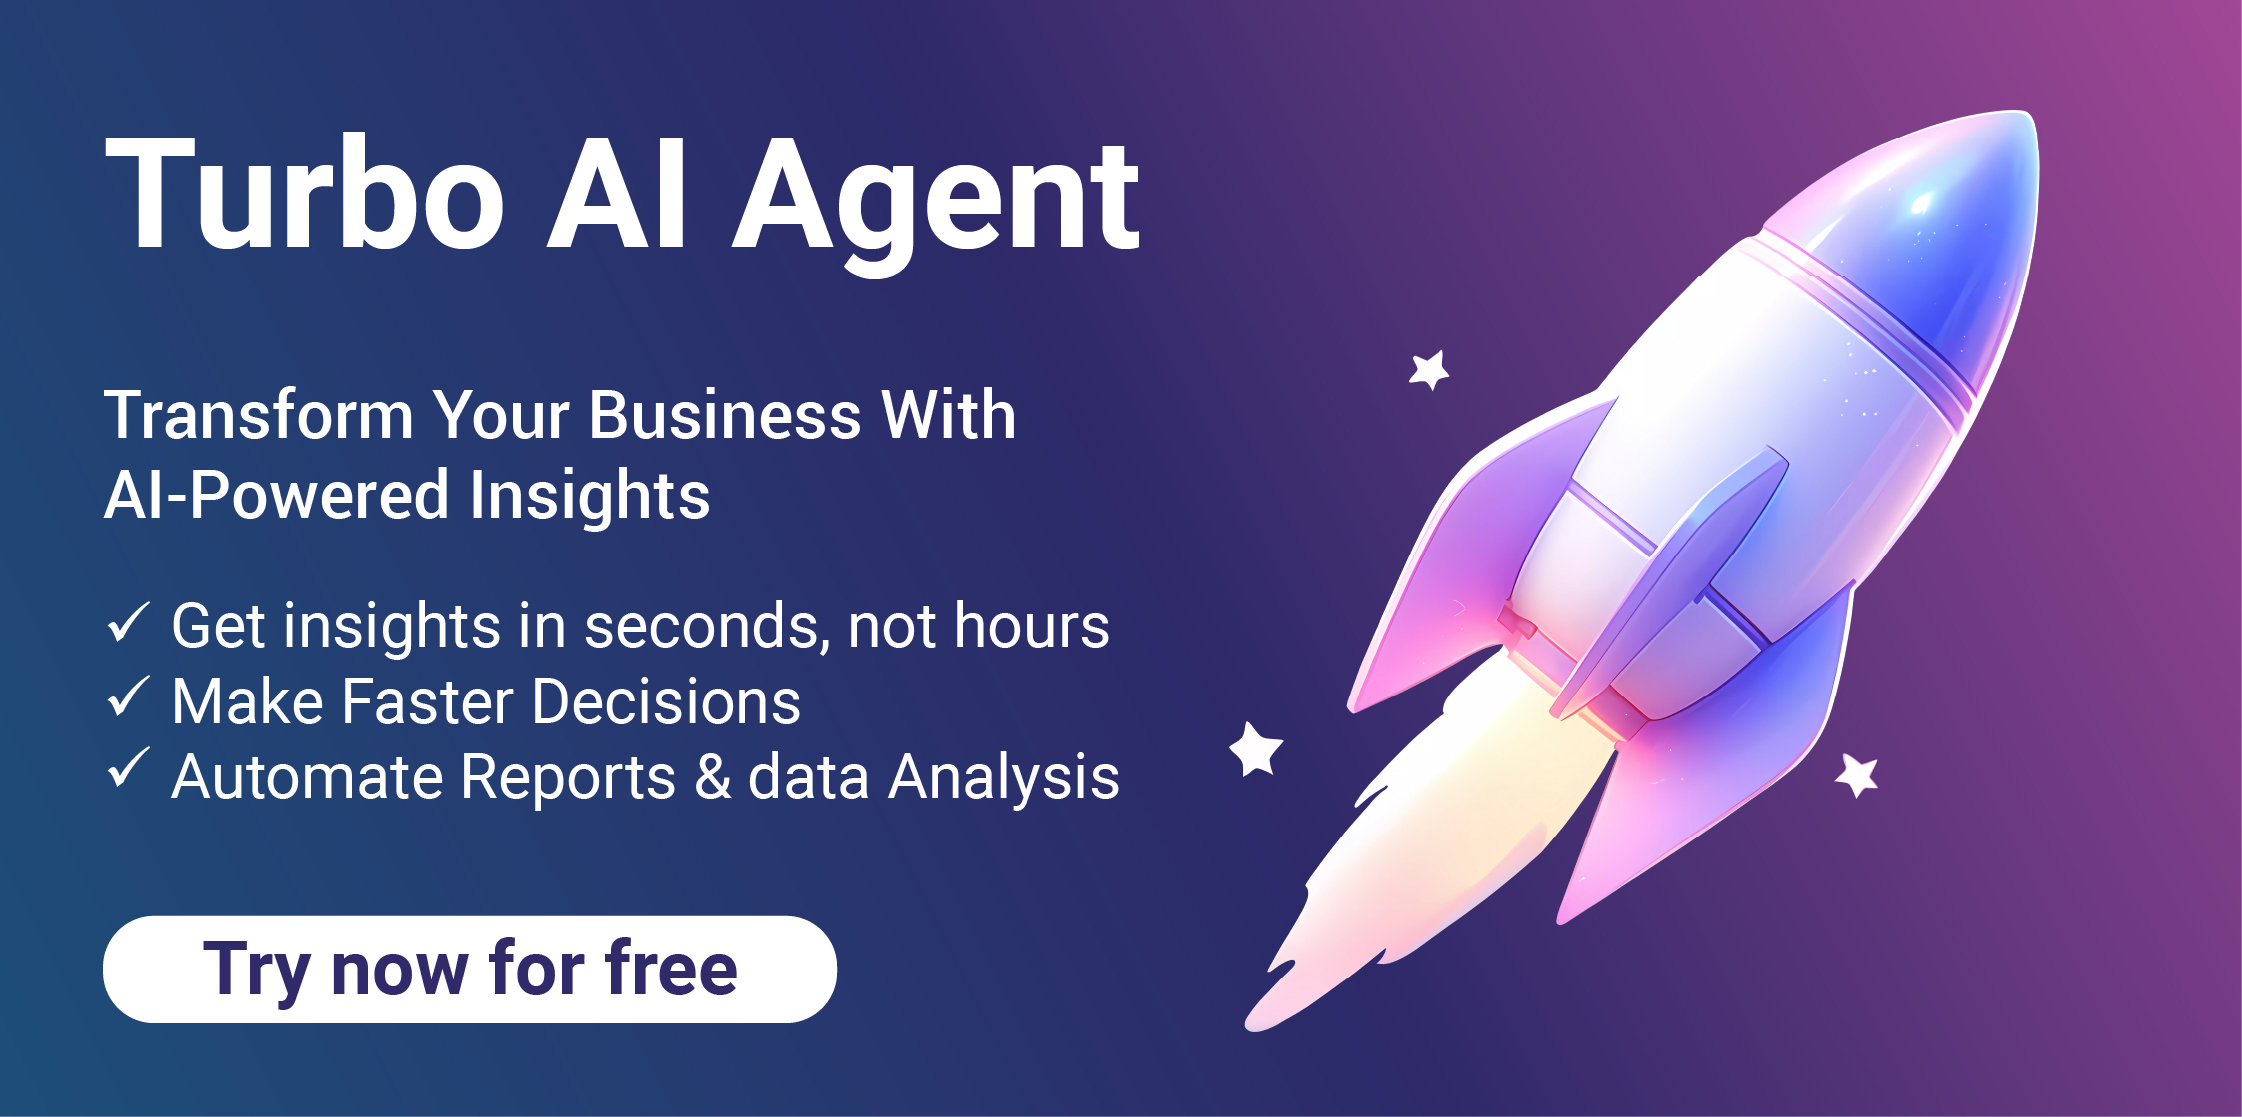 Turbo AI Agent
Transform Your Business With
AI-Powered Insights
✓ Get insights in seconds, not hours
✓ Make Faster Decisions
✓ Automate Reports & data Analysis
Try now for free